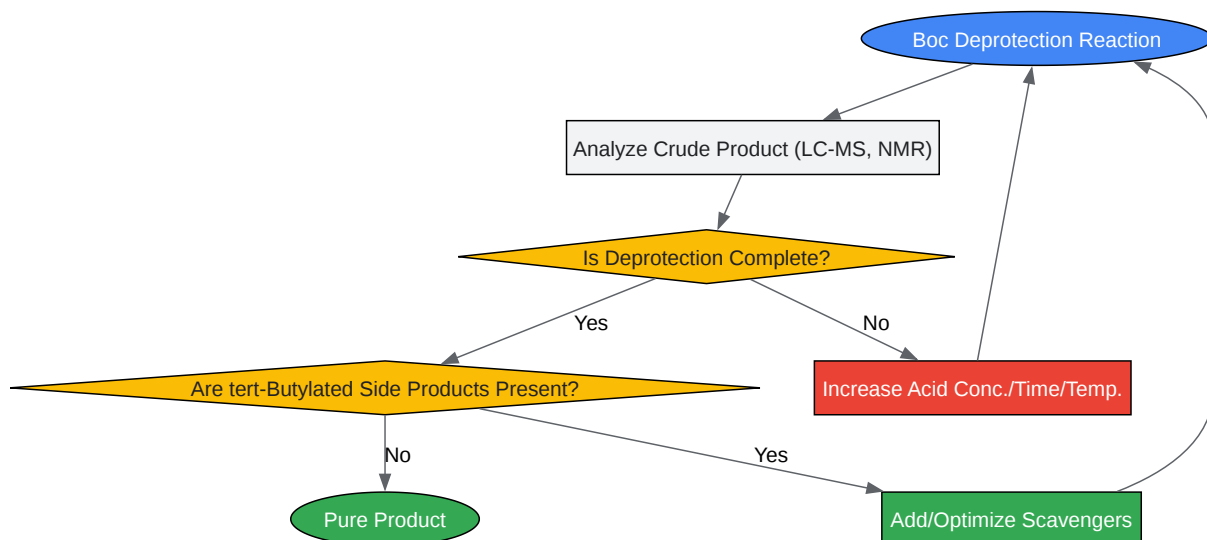 Boc Deprotection Reaction
Analyze Crude Product (LC-MS, NMR)
Is Deprotection Complete?
Yes
No
Are tert-Butylated Side Products Present?
Increase Acid Conc./Time/Temp.
No
Yes
Pure Product
Add/Optimize Scavengers